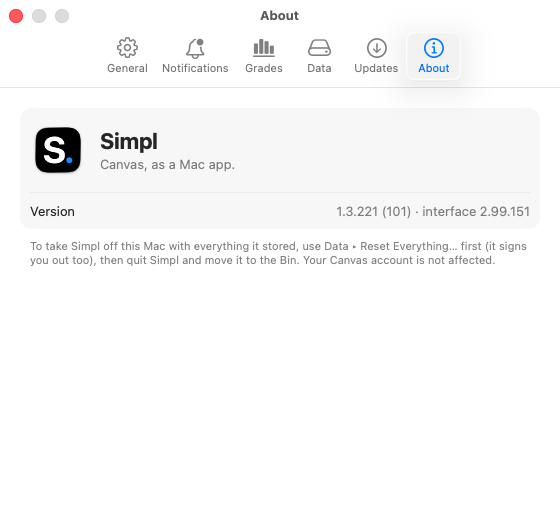 About
General
Notifications
Grades
Data
Updates
About
S.
Simpl
Canvas, as a Mac app.
Version
1.3.221 (101) · interface 2.99.151
To take Simpl off this Mac with everything it stored, use Data ▸ Reset Everything… first (it signs
you out too), then quit Simpl and move it to the Bin. Your Canvas account is not affected.